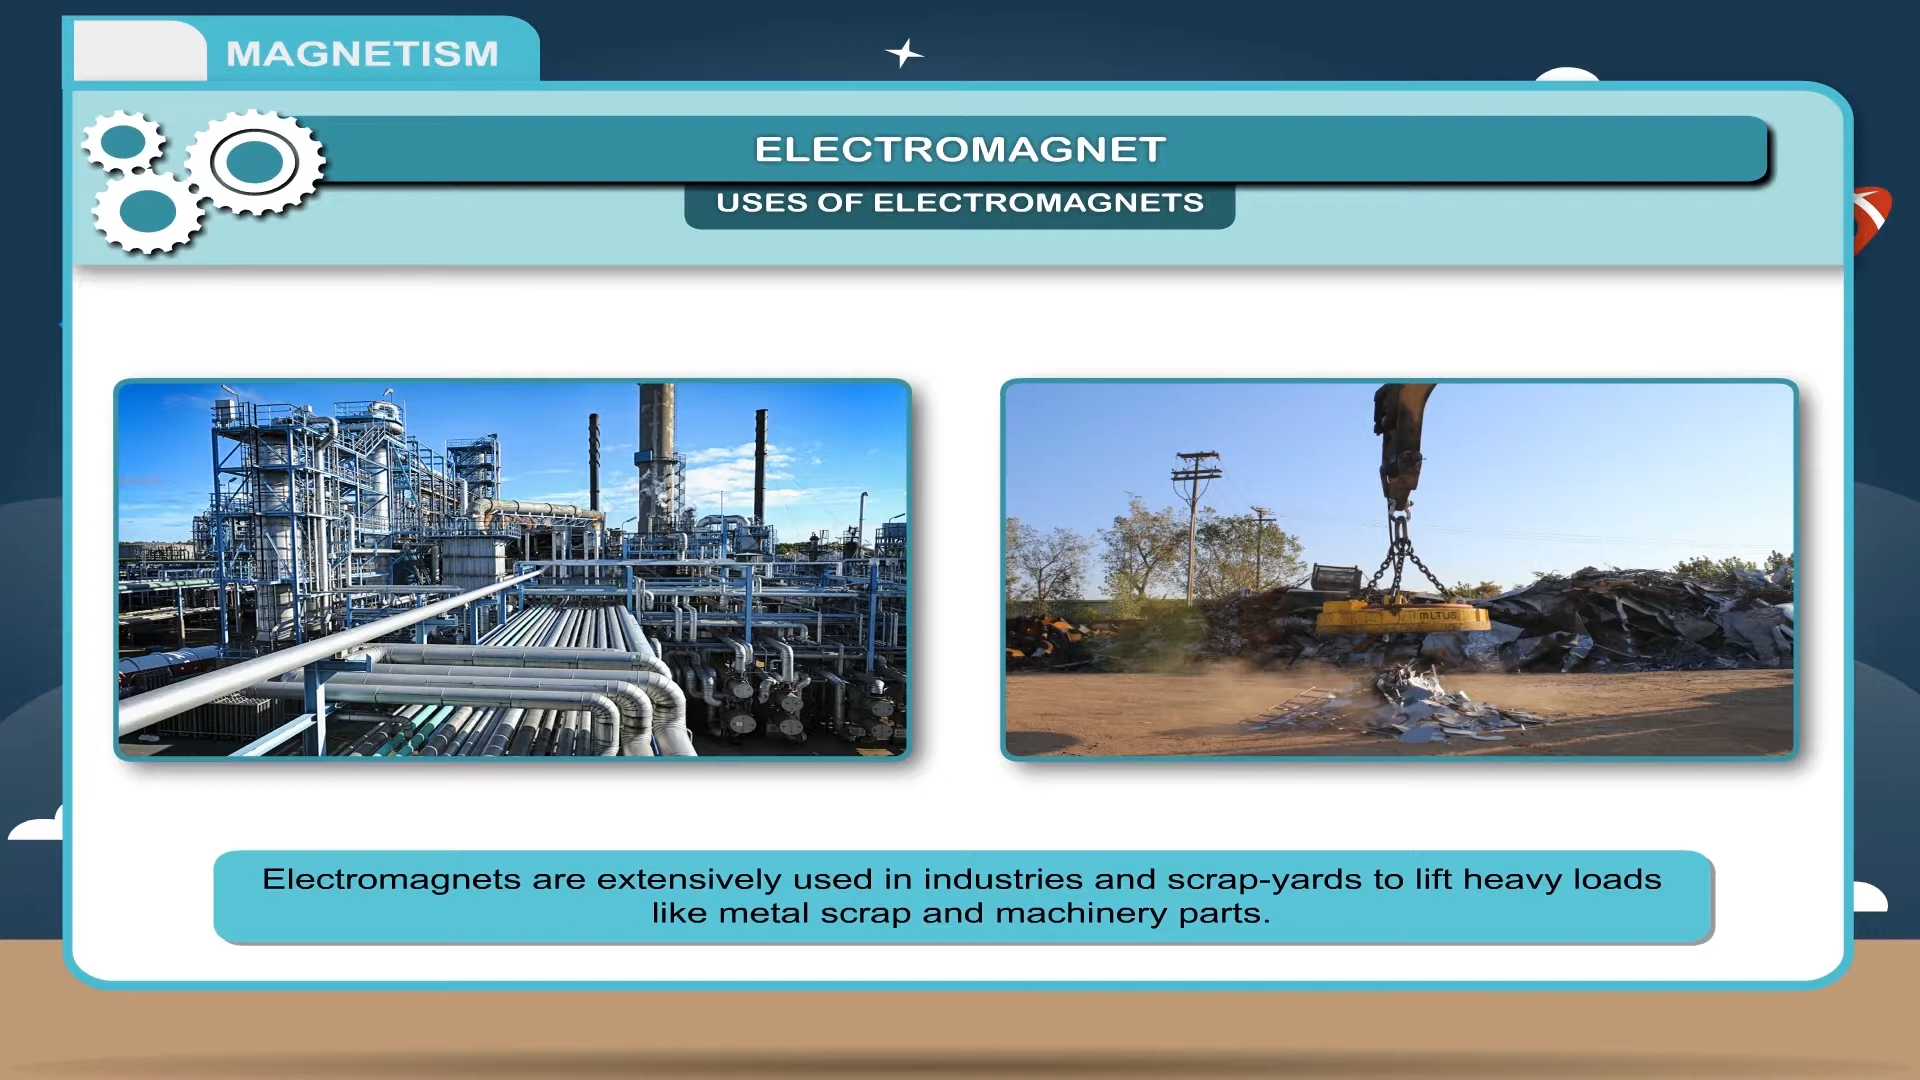 MAGNETISM
ELECTROMAGNET
USES OF ELECTROMAGNETS
Electromagnets are extensively used in industries and scrap-yards to lift heavy loads
like metal scrap and machinery parts.